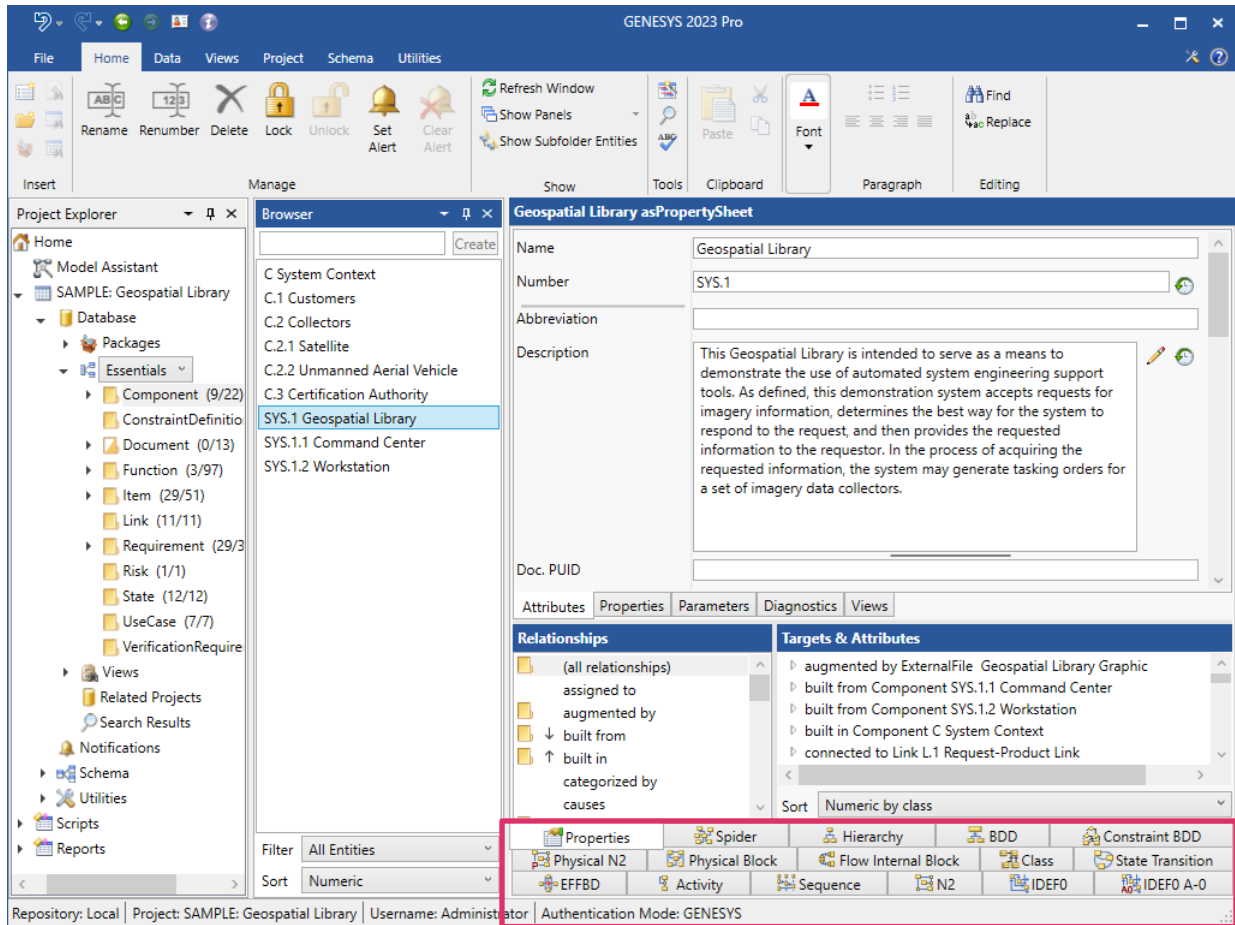 GENESYS 2023 Pro
File Home Data Views Project Schema Utilities
Rename Renumber Delete Lock Unlock Set Alert Clear Alert
Refresh Window
Show Panels
Show Subfolder Entities
Paste
Font
Find
Replace
Insert Manage Show Tools Clipboard Paragraph Editing
Project Explorer
Home
Model Assistant
SAMPLE: Geospatial Library
Database
Packages
Essentials
Component (9/22)
ConstraintDefinitio
Document (0/13)
Function (3/97)
Item (29/51)
Link (11/11)
Requirement (29/3
Risk (1/1)
State (12/12)
UseCase (7/7)
VerificationRequire
Views
Related Projects
Search Results
Notifications
Schema
Utilities
Scripts
Reports
Browser
Create
C System Context
C.1 Customers
C.2 Collectors
C.2.1 Satellite
C.2.2 Unmanned Aerial Vehicle
C.3 Certification Authority
SYS.1 Geospatial Library
SYS.1.1 Command Center
SYS.1.2 Workstation
Filter All Entities
Sort Numeric
Geospatial Library asPropertySheet
Name Geospatial Library
Number SYS.1
Abbreviation
Description
This Geospatial Library is intended to serve as a means to
demonstrate the use of automated system engineering support
tools. As defined, this demonstration system accepts requests for
imagery information, determines the best way for the system to
respond to the request, and then provides the requested
information to the requestor. In the process of acquiring the
requested information, the system may generate tasking orders for
a set of imagery data collectors.
Doc. PUID
Attributes Properties Parameters Diagnostics Views
Relationships
(all relationships)
assigned to
augmented by
built from
built in
categorized by
causes
Targets & Attributes
augmented by ExternalFile Geospatial Library Graphic
built from Component SYS.1.1 Command Center
built from Component SYS.1.2 Workstation
built in Component C System Context
connected to Link L.1 Request-Product Link
Sort Numeric by class
Properties Spider Hierarchy BDD Constraint BDD
Physical N2 Physical Block Flow Internal Block Class State Transition
EFFBD Activity Sequence N2 IDEF0 IDEF0 A-0
Repository: Local Project: SAMPLE: Geospatial Library Username: Administrator Authentication Mode: GENESYS